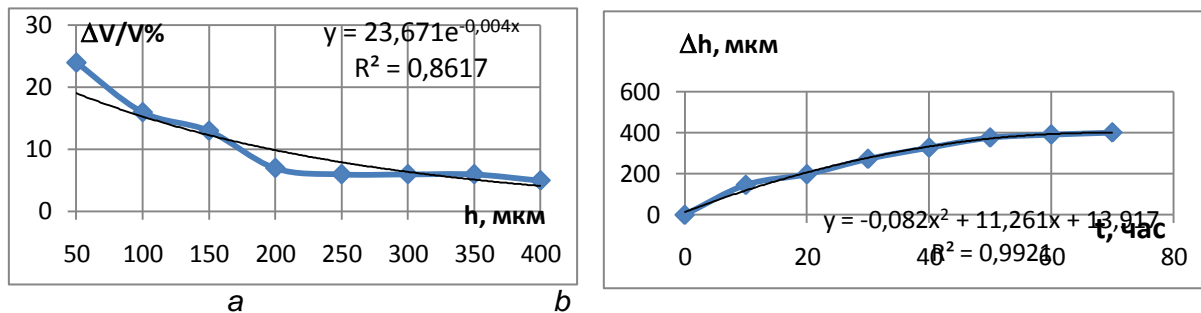 ΔV/V%
y = 23,671e^-0,004x
R² = 0,8617
30
20
10
0
h, мкм
50 100 150 200 250 300 350 400
a b
Δh, мкм
600
400
200
0
y = -0,082x² + 11,261x + 13,917
R² = 0,9921
t, час
0 20 40 60 80